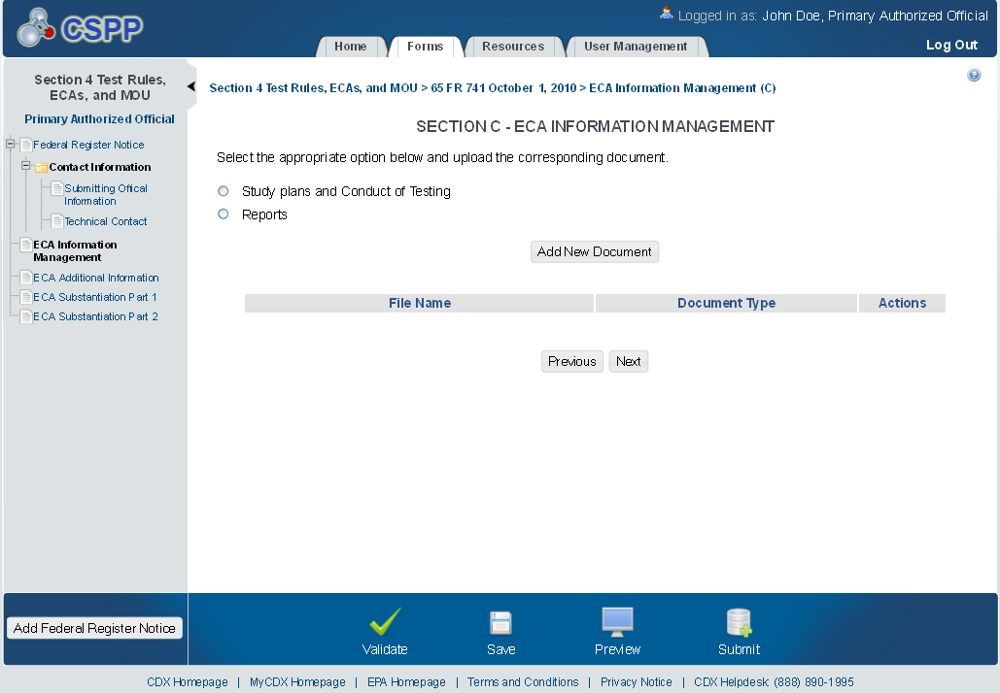 CSPP
Logged in as: John Doe, Primary Authorized Official
Home
Forms
Resources
User Management
Log Out
Section 4 Test Rules,
ECAs, and MOU
Primary Authorized Official
Federal Register Notice
Contact Information
Submitting Offical
Information
Technical Contact
ECA Information
Management
ECA Additional Information
ECA Substantiation Part 1
ECA Substantiation Part 2
Section 4 Test Rules, ECAs, and MOU > 65 FR 741 October 1, 2010 > ECA Information Management (C)
SECTION C - ECA INFORMATION MANAGEMENT
Select the appropriate option below and upload the corresponding document.
Study plans and Conduct of Testing
Reports
Add New Document
File Name
Document Type
Actions
Previous
Next
Add Federal Register Notice
Validate
Save
Preview
Submit
CDX Homepage | MyCDX Homepage | EPA Homepage | Terms and Conditions | Privacy Notice | CDX Helpdesk: (888) 890-1995